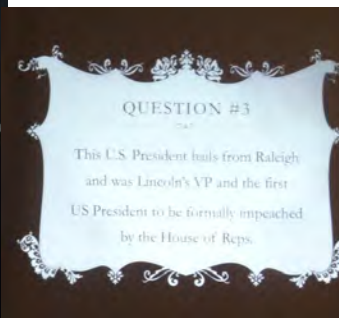 QUESTION #3
This U.S. President hails from Raleigh
and was Lincoln's VP and the first
US President to be formally impeached
by the House of Reps.